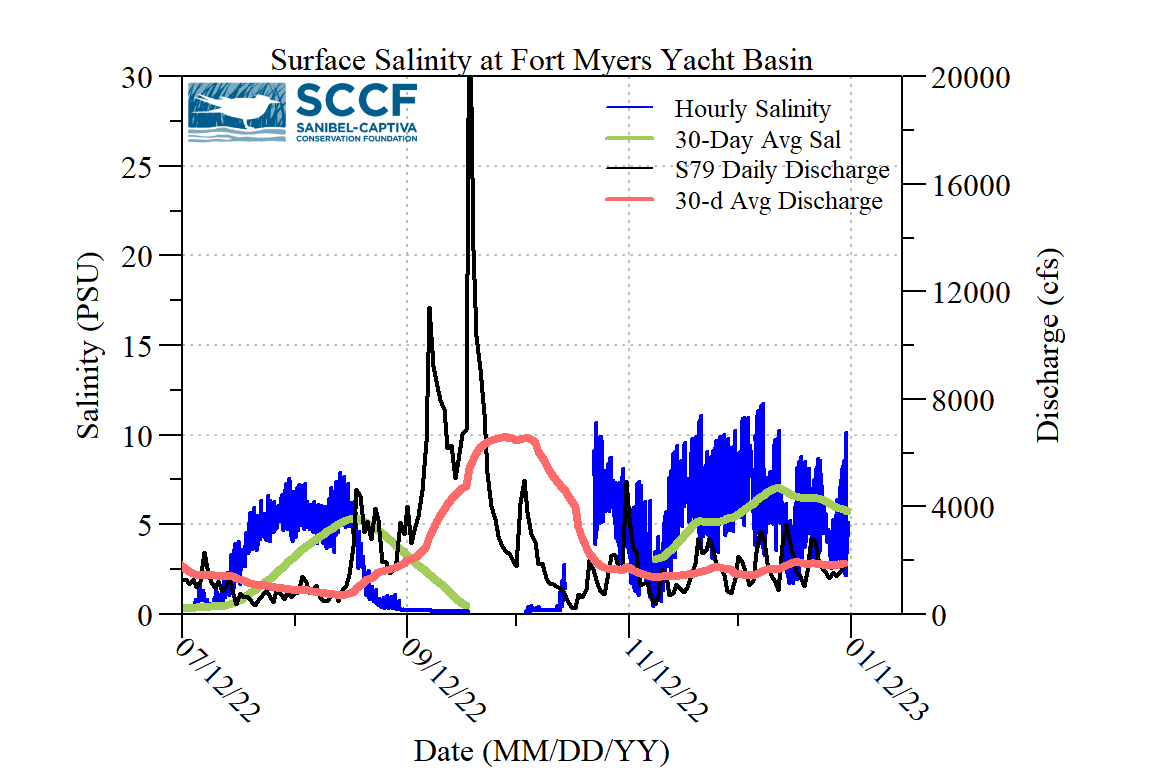 Surface Salinity at Fort Myers Yacht Basin
SCCF
SANIBEL-CAPTIVA
CONSERVATION FOUNDATION
Hourly Salinity
30-Day Avg Sal
S79 Daily Discharge
30-d Avg Discharge
30
25
20
15
10
5
0
Salinity (PSU)
20000
16000
12000
8000
4000
0
Discharge (cfs)
07/12/22
09/12/22
11/12/22
01/12/23
Date (MM/DD/YY)